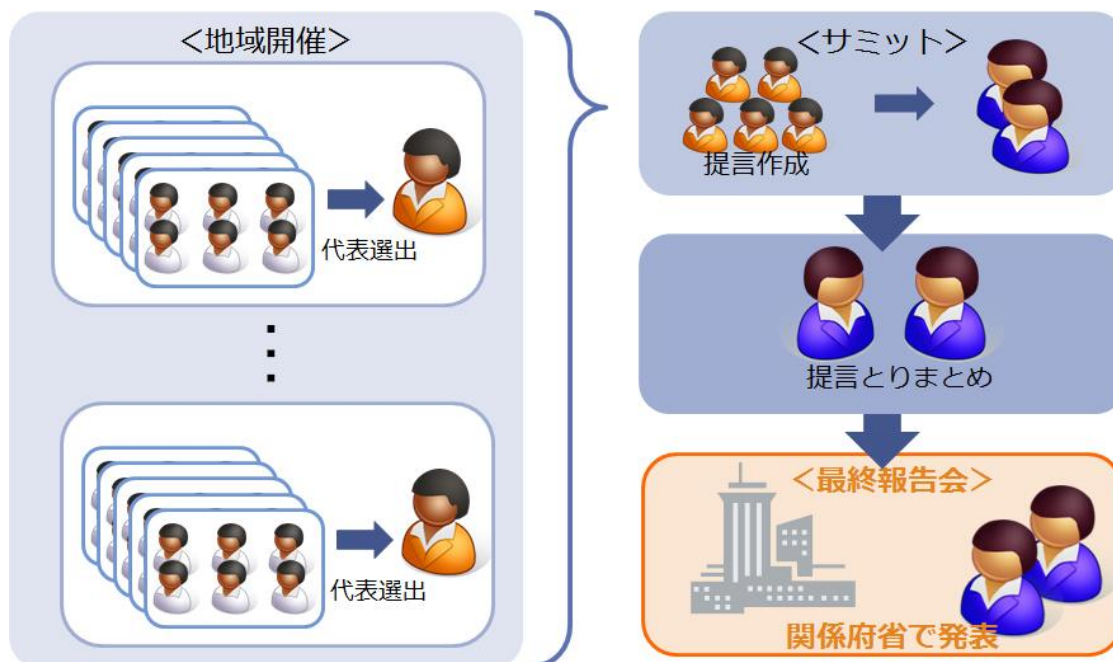 <地域開催>
代表選出
代表選出
<サミット>
提言作成
提言とりまとめ
<最終報告会>
関係府省で発表